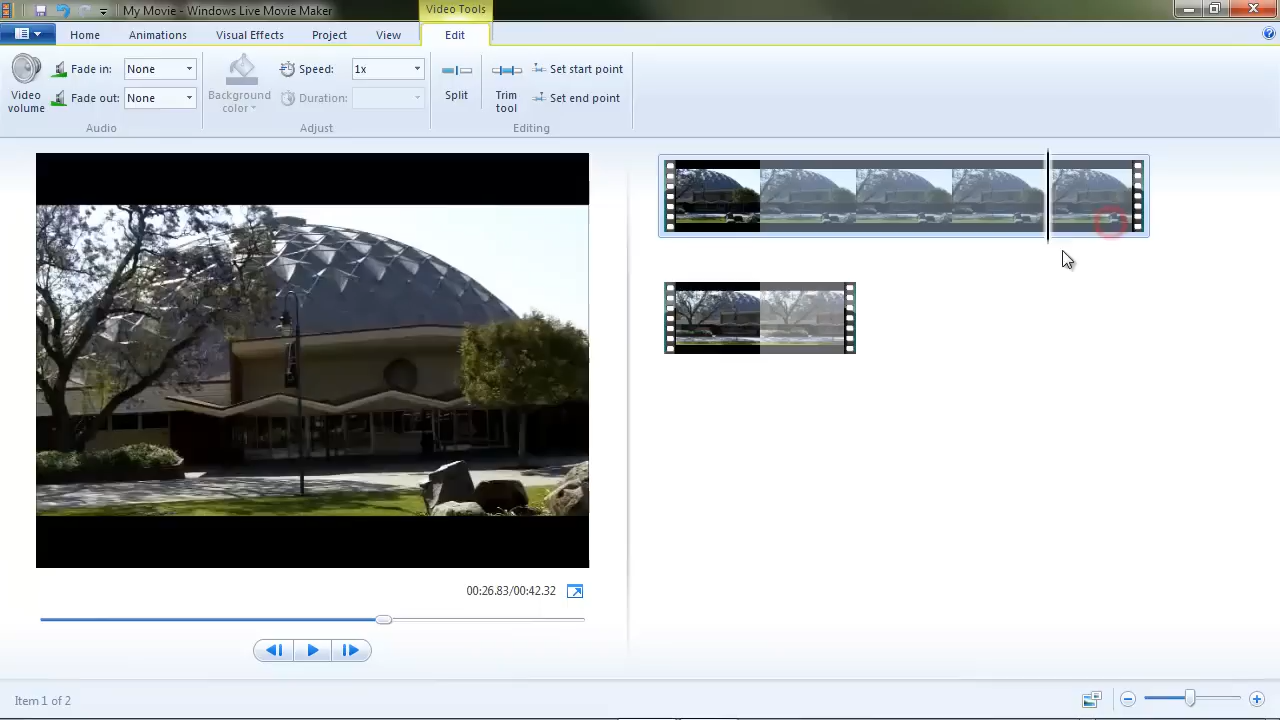 My Movie - Windows Live Movie Maker
Video Tools
Home
Animations
Visual Effects
Project
View
Edit
Video volume
Fade in: None
Fade out: None
Audio
Background color
Speed: 1x
Duration:
Adjust
Split
Trim tool
Set start point
Set end point
Editing
00:26.83/00:42.32
Item 1 of 2